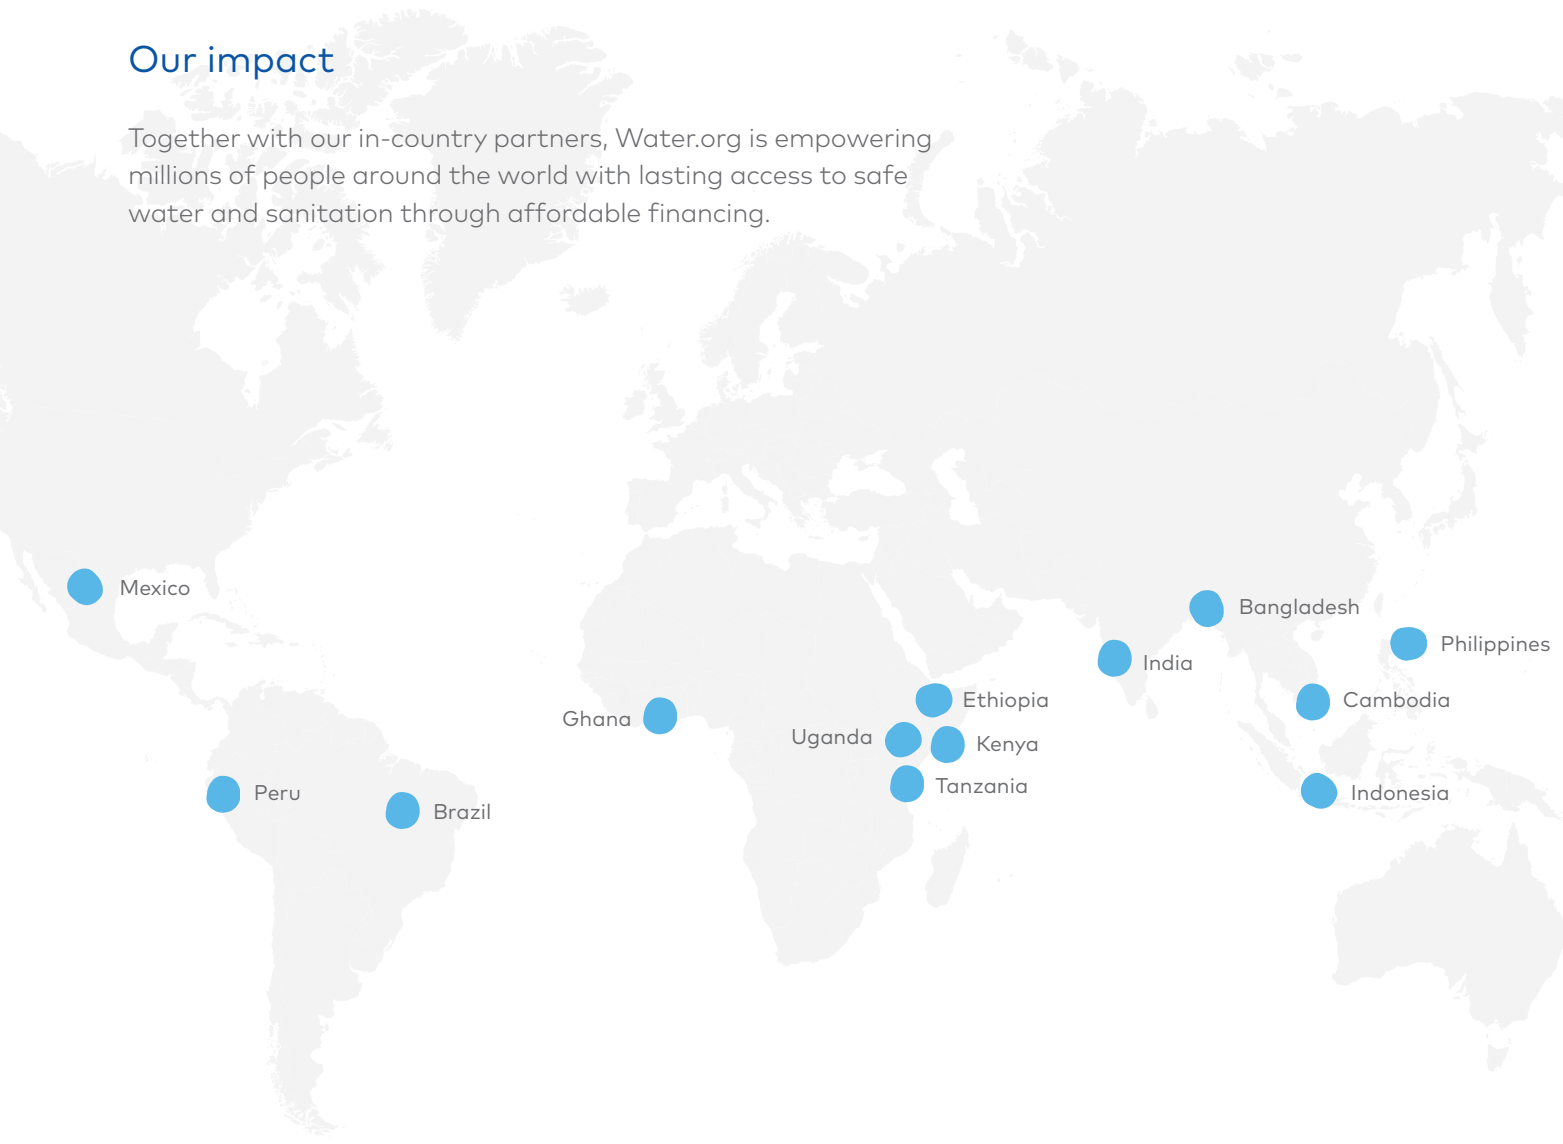 Our impact
Together with our in-country partners, Water.org is empowering
millions of people around the world with lasting access to safe
water and sanitation through affordable financing.
Mexico
Bangladesh
Philippines
India
Ethiopia
Cambodia
Ghana
Uganda
Kenya
Tanzania
Peru
Indonesia
Brazil